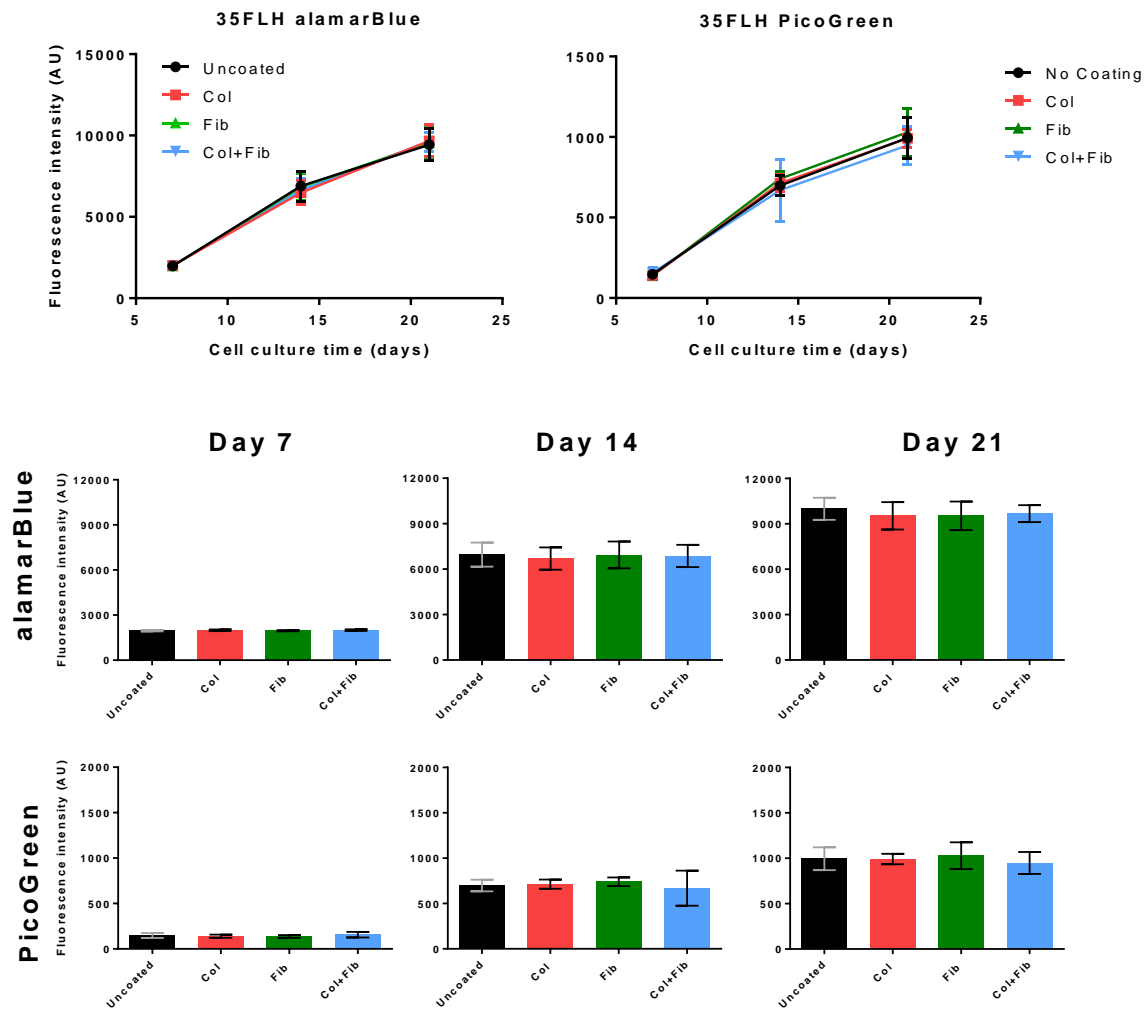 35FLH alamarBlue
Fluorescence intensity (AU)
15000
10000
5000
0
Uncoated
Col
Fib
Col+Fib
5 10 15 20 25
Cell culture time (days)
35FLH PicoGreen
1500
1000
500
0
No Coating
Col
Fib
Col+Fib
5 10 15 20 25
Cell culture time (days)
Day 7
Day 14
Day 21
alamarBlue
Fluorescence intensity (AU)
12000
9000
6000
3000
0
Uncoated Col Fib Col+Fib
12000
9000
6000
3000
0
Uncoated Col Fib Col+Fib
12000
9000
6000
3000
0
Uncoated Col Fib Col+Fib
PicoGreen
Fluorescence intensity (AU)
2000
1500
1000
500
0
Uncoated Col Fib Col+Fib
2000
1500
1000
500
0
Uncoated Col Fib Col+Fib
2000
1500
1000
500
0
Uncoated Col Fib Col+Fib